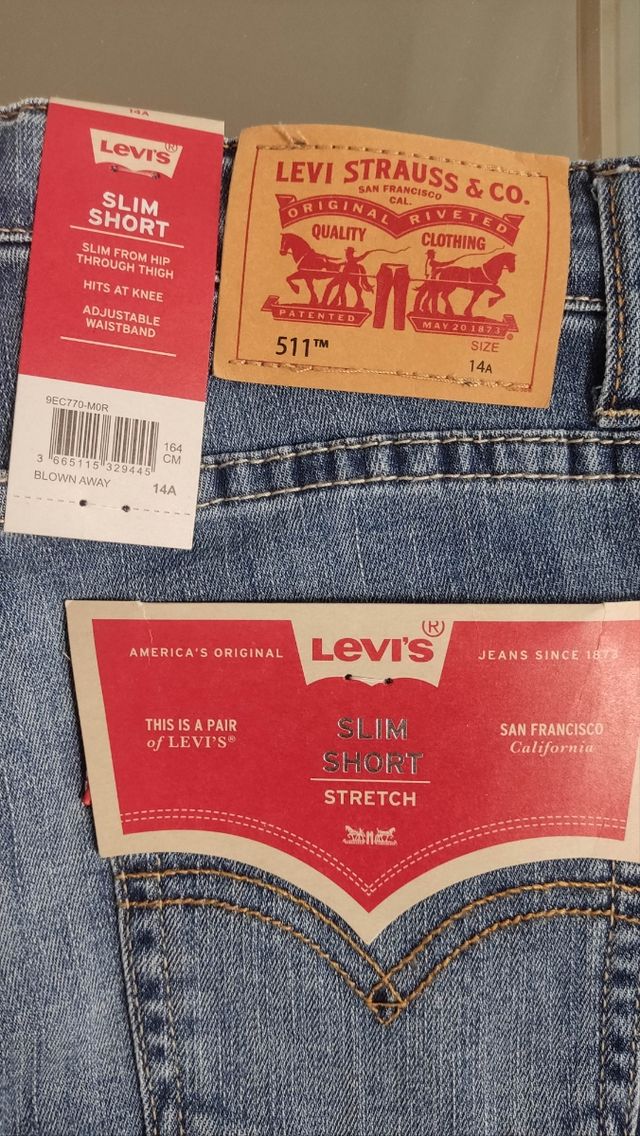 14A
Levi's®
SLIM
SHORT
SLIM FROM HIP
THROUGH THIGH
HITS AT KNEE
ADJUSTABLE
WAISTBAND
9EC770-M0R
164
CM
3 665115 329445
BLOWN AWAY
14A
LEVI STRAUSS & CO.
SAN FRANCISCO
CAL.
ORIGINAL RIVETED
QUALITY CLOTHING
PATENTED MAY 20 1873 ®
511™
SIZE
14A
AMERICA'S ORIGINAL Levi's® JEANS SINCE 1873
THIS IS A PAIR
of LEVI'S®
SLIM
SHORT
STRETCH
SAN FRANCISCO
California